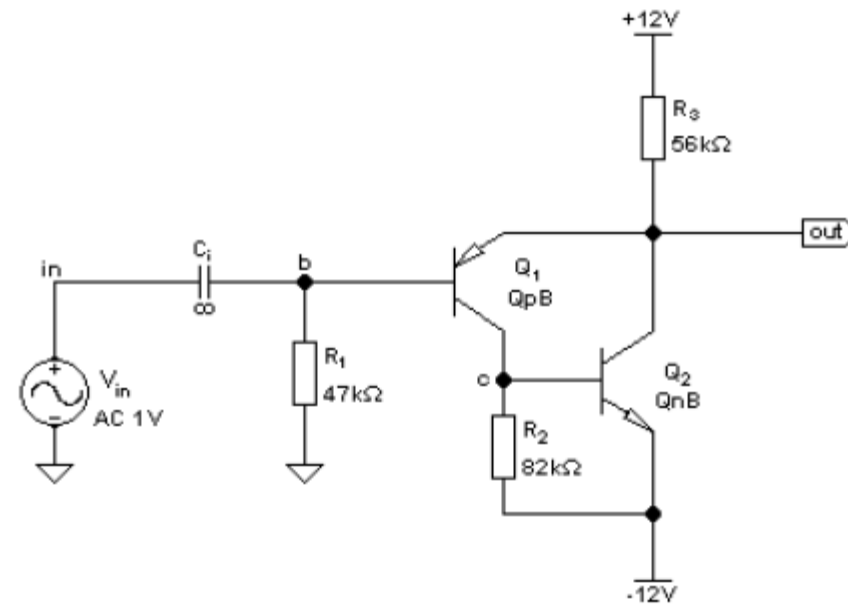 +12V
R₃
56kΩ
out
Cᵢ
in
b
∞
Q₁
QpB
R₁
47kΩ
Vᵢₙ
AC 1V
c
Q₂
QnB
R₂
82kΩ
-12V